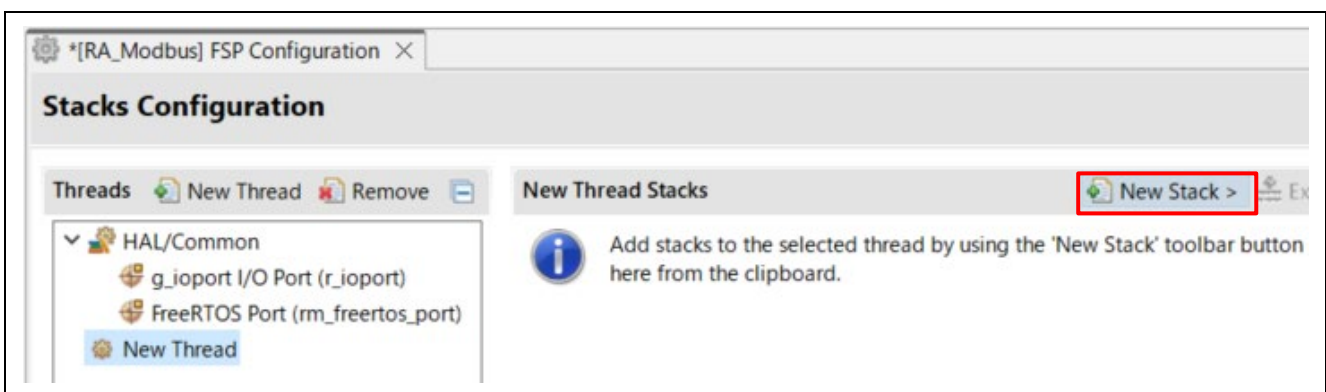 *[RA_Modbus] FSP Configuration
Stacks Configuration
Threads New Thread Remove
New Thread Stacks New Stack >
HAL/Common
g_ioport I/O Port (r_ioport)
FreeRTOS Port (rm_freertos_port)
New Thread
Add stacks to the selected thread by using the 'New Stack' toolbar button
here from the clipboard.